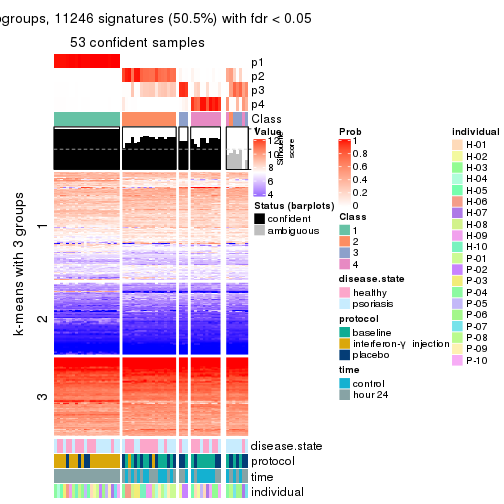 ogroups, 11246 signatures (50.5%) with fdr < 0.05
53 confident samples
p1
p2
p3
p4
Class
k-means with 3 groups
1
2
3
disease.state
protocol
time
individual
Value
12
10
8
6
4
score
Status (barplots)
confident
ambiguous
Prob
1
0.8
0.6
0.4
0.2
0
Class
1
2
3
4
disease.state
healthy
psoriasis
protocol
baseline
interferon-γ injection
placebo
time
control
hour 24
individual
H-01
H-02
H-03
H-04
H-05
H-06
H-07
H-08
H-09
H-10
P-01
P-02
P-03
P-04
P-05
P-06
P-07
P-08
P-09
P-10